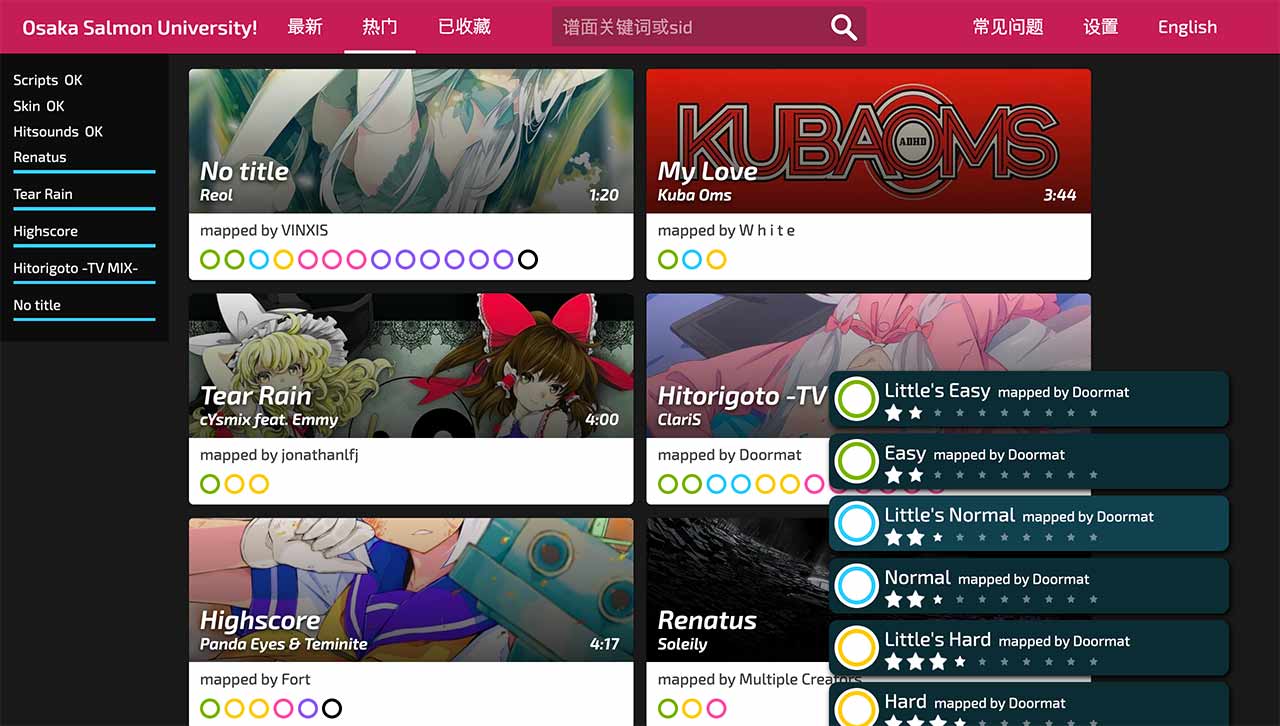 Osaka Salmon University! 最新 热门 已收藏 谱面关键词或sid 常见问题 设置 English
Scripts OK
Skin OK
Hitsounds OK
Renatus
Tear Rain
Highscore
Hitorigoto -TV MIX-
No title
No title
Reol 1:20
mapped by VINXIS
KUBAOMS
ADHD
My Love
Kuba Oms 3:44
mapped by W h i t e
Tear Rain
cYsmix feat. Emmy 4:00
mapped by jonathanlfj
Hitorigoto -TV
ClariS
mapped by Doormat
Highscore
Panda Eyes & Teminite 4:17
mapped by Fort
Renatus
Soleily
mapped by Multiple Creators
Little's Easy mapped by Doormat
Easy mapped by Doormat
Little's Normal mapped by Doormat
Normal mapped by Doormat
Little's Hard mapped by Doormat
Hard mapped by Doormat